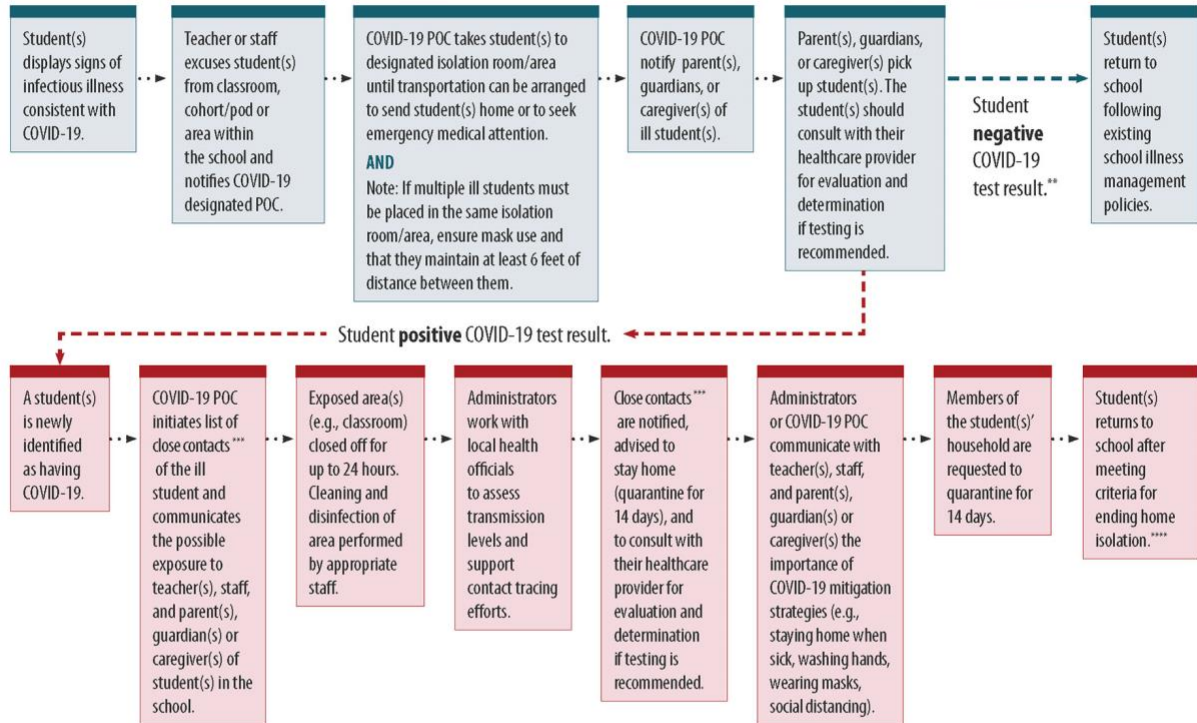 Student(s)
displays signs of
infectious illness
consistent with
COVID-19.
Teacher or staff
excuses student(s)
from classroom,
cohort/pod or
area within
the school and
notifies COVID-19
designated POC.
COVID-19 POC takes student(s) to
designated isolation room/area
until transportation can be arranged
to send student(s) home or to seek
emergency medical attention.
AND
Note: If multiple ill students must
be placed in the same isolation
room/area, ensure mask use and
that they maintain at least 6 feet of
distance between them.
COVID-19 POC
notify parent(s),
guardians, or
caregiver(s) of
ill student(s).
Parent(s), guardians,
or caregiver(s) pick
up student(s). The
student(s) should
consult with their
healthcare provider
for evaluation and
determination
if testing is
recommended.
Student
negative
COVID-19
test result.**
Student(s)
return to
school
following
existing
school illness
management
policies.
Student positive COVID-19 test result.
A student(s)
is newly
identified
as having
COVID-19.
COVID-19 POC
initiates list of
close contacts***
of the ill
student and
communicates
the possible
exposure to
teacher(s), staff,
and parent(s),
guardian(s) or
caregiver(s) of
student(s) in the
school.
Exposed area(s)
(e.g., classroom)
closed off for
up to 24 hours.
Cleaning and
disinfection of
area performed
by appropriate
staff.
Administrators
work with
local health
officials
to assess
transmission
levels and
support
contact tracing
efforts.
Close contacts***
are notified,
advised to
stay home
(quarantine for
14 days), and
to consult with
their healthcare
provider for
evaluation and
determination
if testing is
recommended.
Administrators
or COVID-19 POC
communicate with
teacher(s), staff,
and parent(s),
guardian(s) or
caregiver(s) the
importance of
COVID-19 mitigation
strategies (e.g.,
staying home when
sick, washing hands,
wearing masks,
social distancing).
Members of
the student(s)’
household are
requested to
quarantine for
14 days.
Student(s)
returns to
school after
meeting
criteria for
ending home
isolation.****